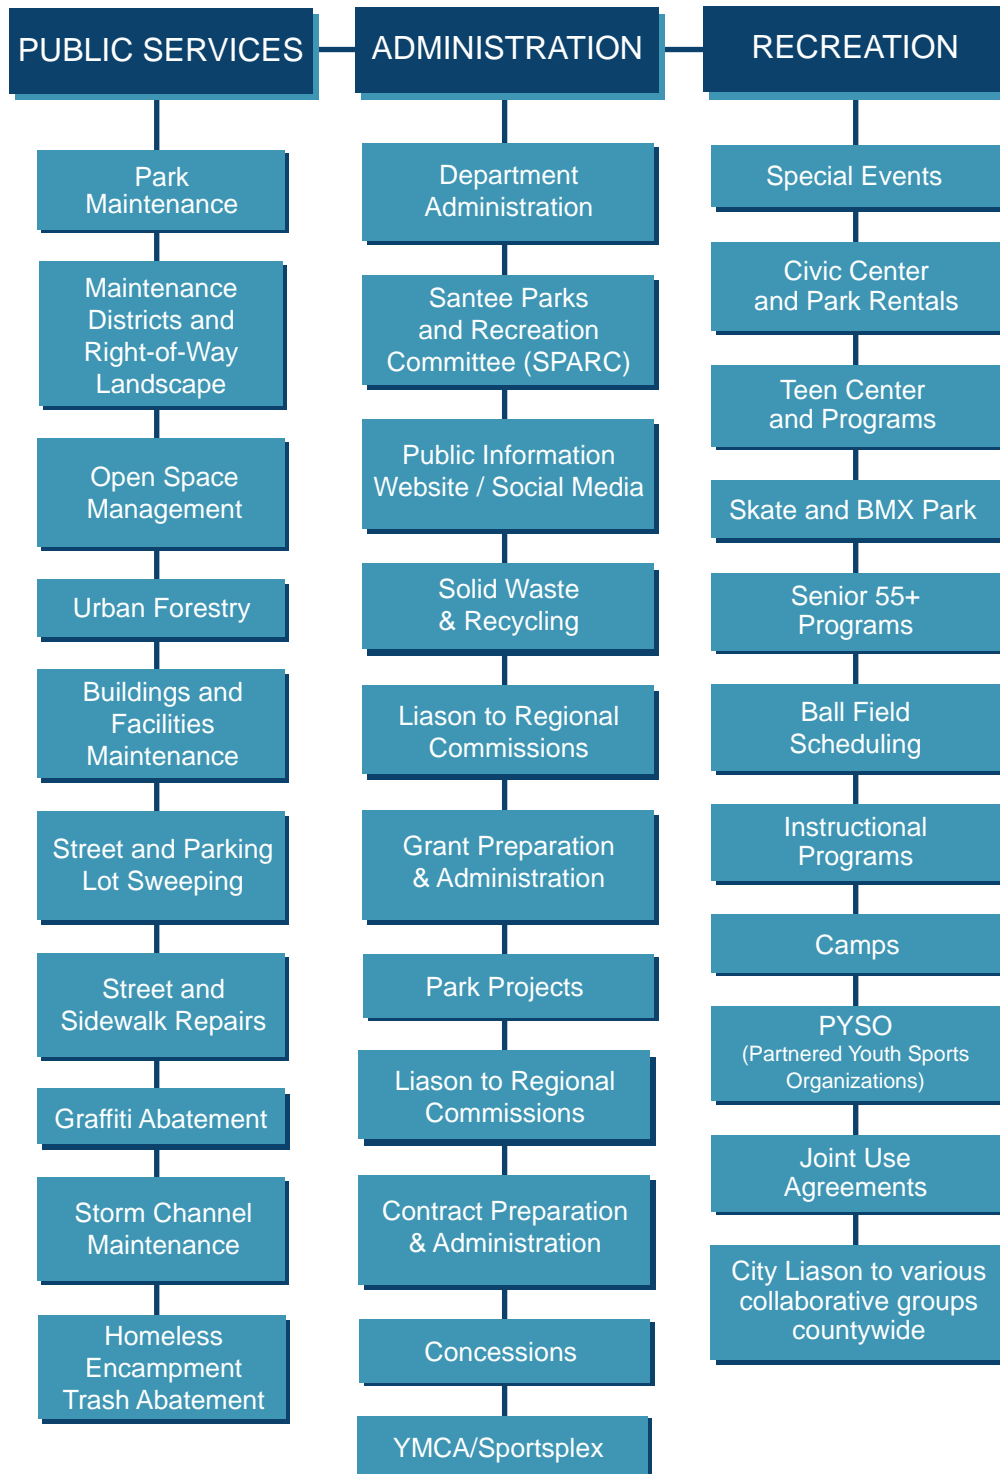 PUBLIC SERVICES
Park
Maintenance
Maintenance
Districts and
Right-of-Way
Landscape
Open Space
Management
Urban Forestry
Buildings and
Facilities
Maintenance
Street and Parking
Lot Sweeping
Street and
Sidewalk Repairs
Graffiti Abatement
Storm Channel
Maintenance
Homeless
Encampment
Trash Abatement
ADMINISTRATION
Department
Administration
Santee Parks
and Recreation
Committee (SPARC)
Public Information
Website / Social Media
Solid Waste
& Recycling
Liason to Regional
Commissions
Grant Preparation
& Administration
Park Projects
Liason to Regional
Commissions
Contract Preparation
& Administration
Concessions
YMCA/Sportsplex
RECREATION
Special Events
Civic Center
and Park Rentals
Teen Center
and Programs
Skate and BMX Park
Senior 55+
Programs
Ball Field
Scheduling
Instructional
Programs
Camps
PYSO
(Partnered Youth Sports
Organizations)
Joint Use
Agreements
City Liason to various
collaborative groups
countywide